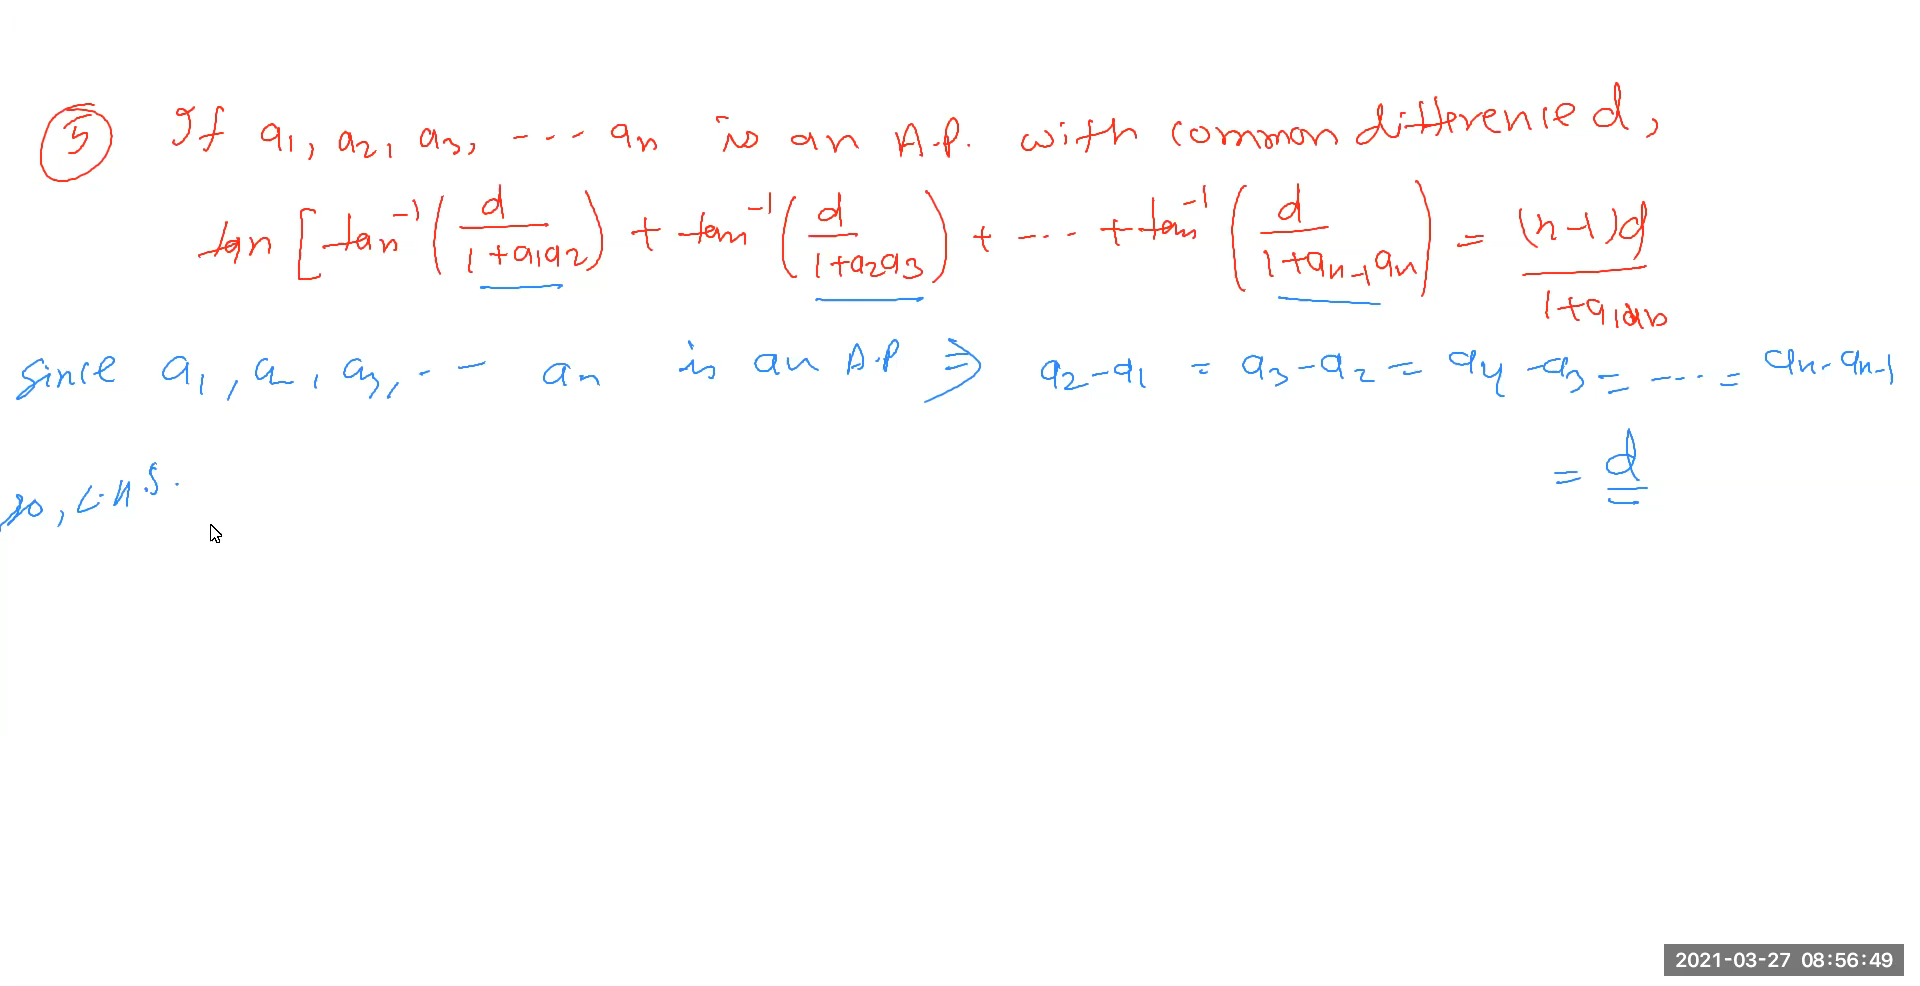 5 If a₁, a₂, a₃, --- aₙ is an A.P. with common difference d,
tan [tan⁻¹(d/(1+a₁a₂)) + tan⁻¹(d/(1+a₂a₃)) + --- + tan⁻¹(d/(1+aₙ₋₁aₙ)) = (n-1)d/(1+a₁aₙ)
Since a₁, a₂, a₃, -- aₙ is an A.P ⇒ a₂-a₁ = a₃-a₂ = a₄-a₃ = ---- = aₙ-aₙ₋₁
= d
So, L.H.S.
2021-03-27 08:56:49